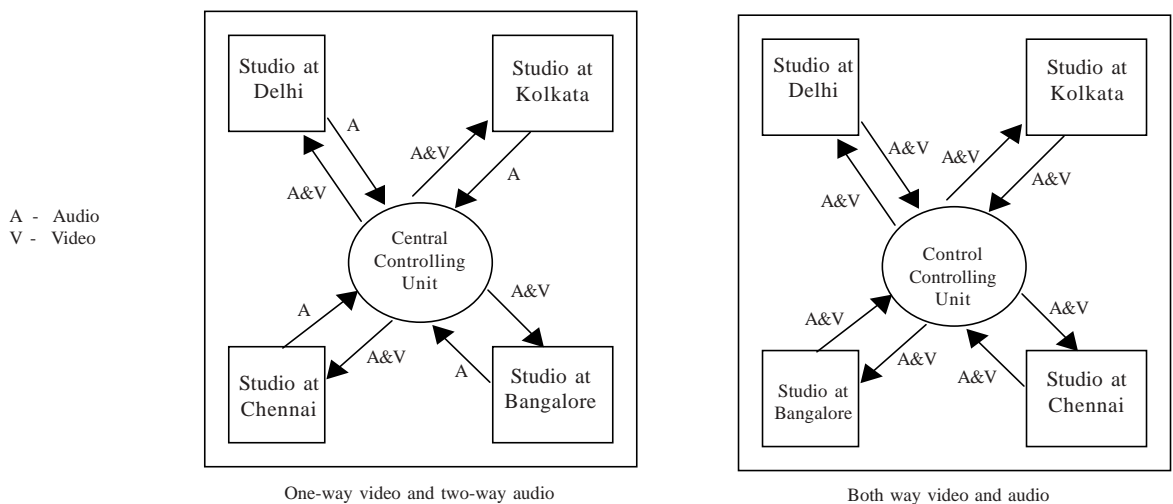 A - Audio
V - Video
Studio at
Delhi
Studio at
Kolkata
A
A&V
A&V
A
Central
Controlling
Unit
A
A&V
A&V
A
Studio at
Chennai
Studio at
Bangalore
One-way video and two-way audio
Studio at
Delhi
Studio at
Kolkata
A&V
A&V
A&V
A&V
Control
Controlling
Unit
A&V
A&V
A&V
A&V
Studio at
Bangalore
Studio at
Chennai
Both way video and audio